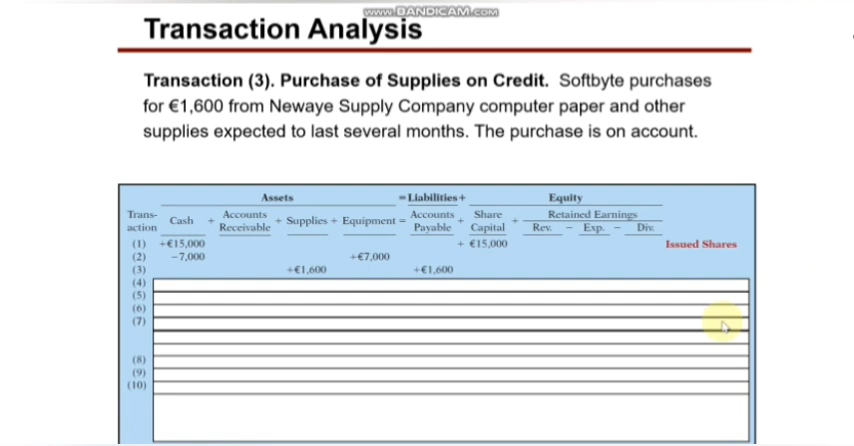 www.BANDICAM.com
Transaction Analysis
Transaction (3). Purchase of Supplies on Credit. Softbyte purchases
for €1,600 from Newaye Supply Company computer paper and other
supplies expected to last several months. The purchase is on account.
Assets = Liabilities + Equity
Trans- Accounts Accounts Share Retained Earnings
action Cash + Receivable + Supplies + Equipment = Payable + Capital + Rev. − Exp. − Div.
(1) +€15,000 + €15,000 Issued Shares
(2) −7,000 +€7,000
(3) +€1,600 +€1,600
(4)
(5)
(6)
(7)
(8)
(9)
(10)